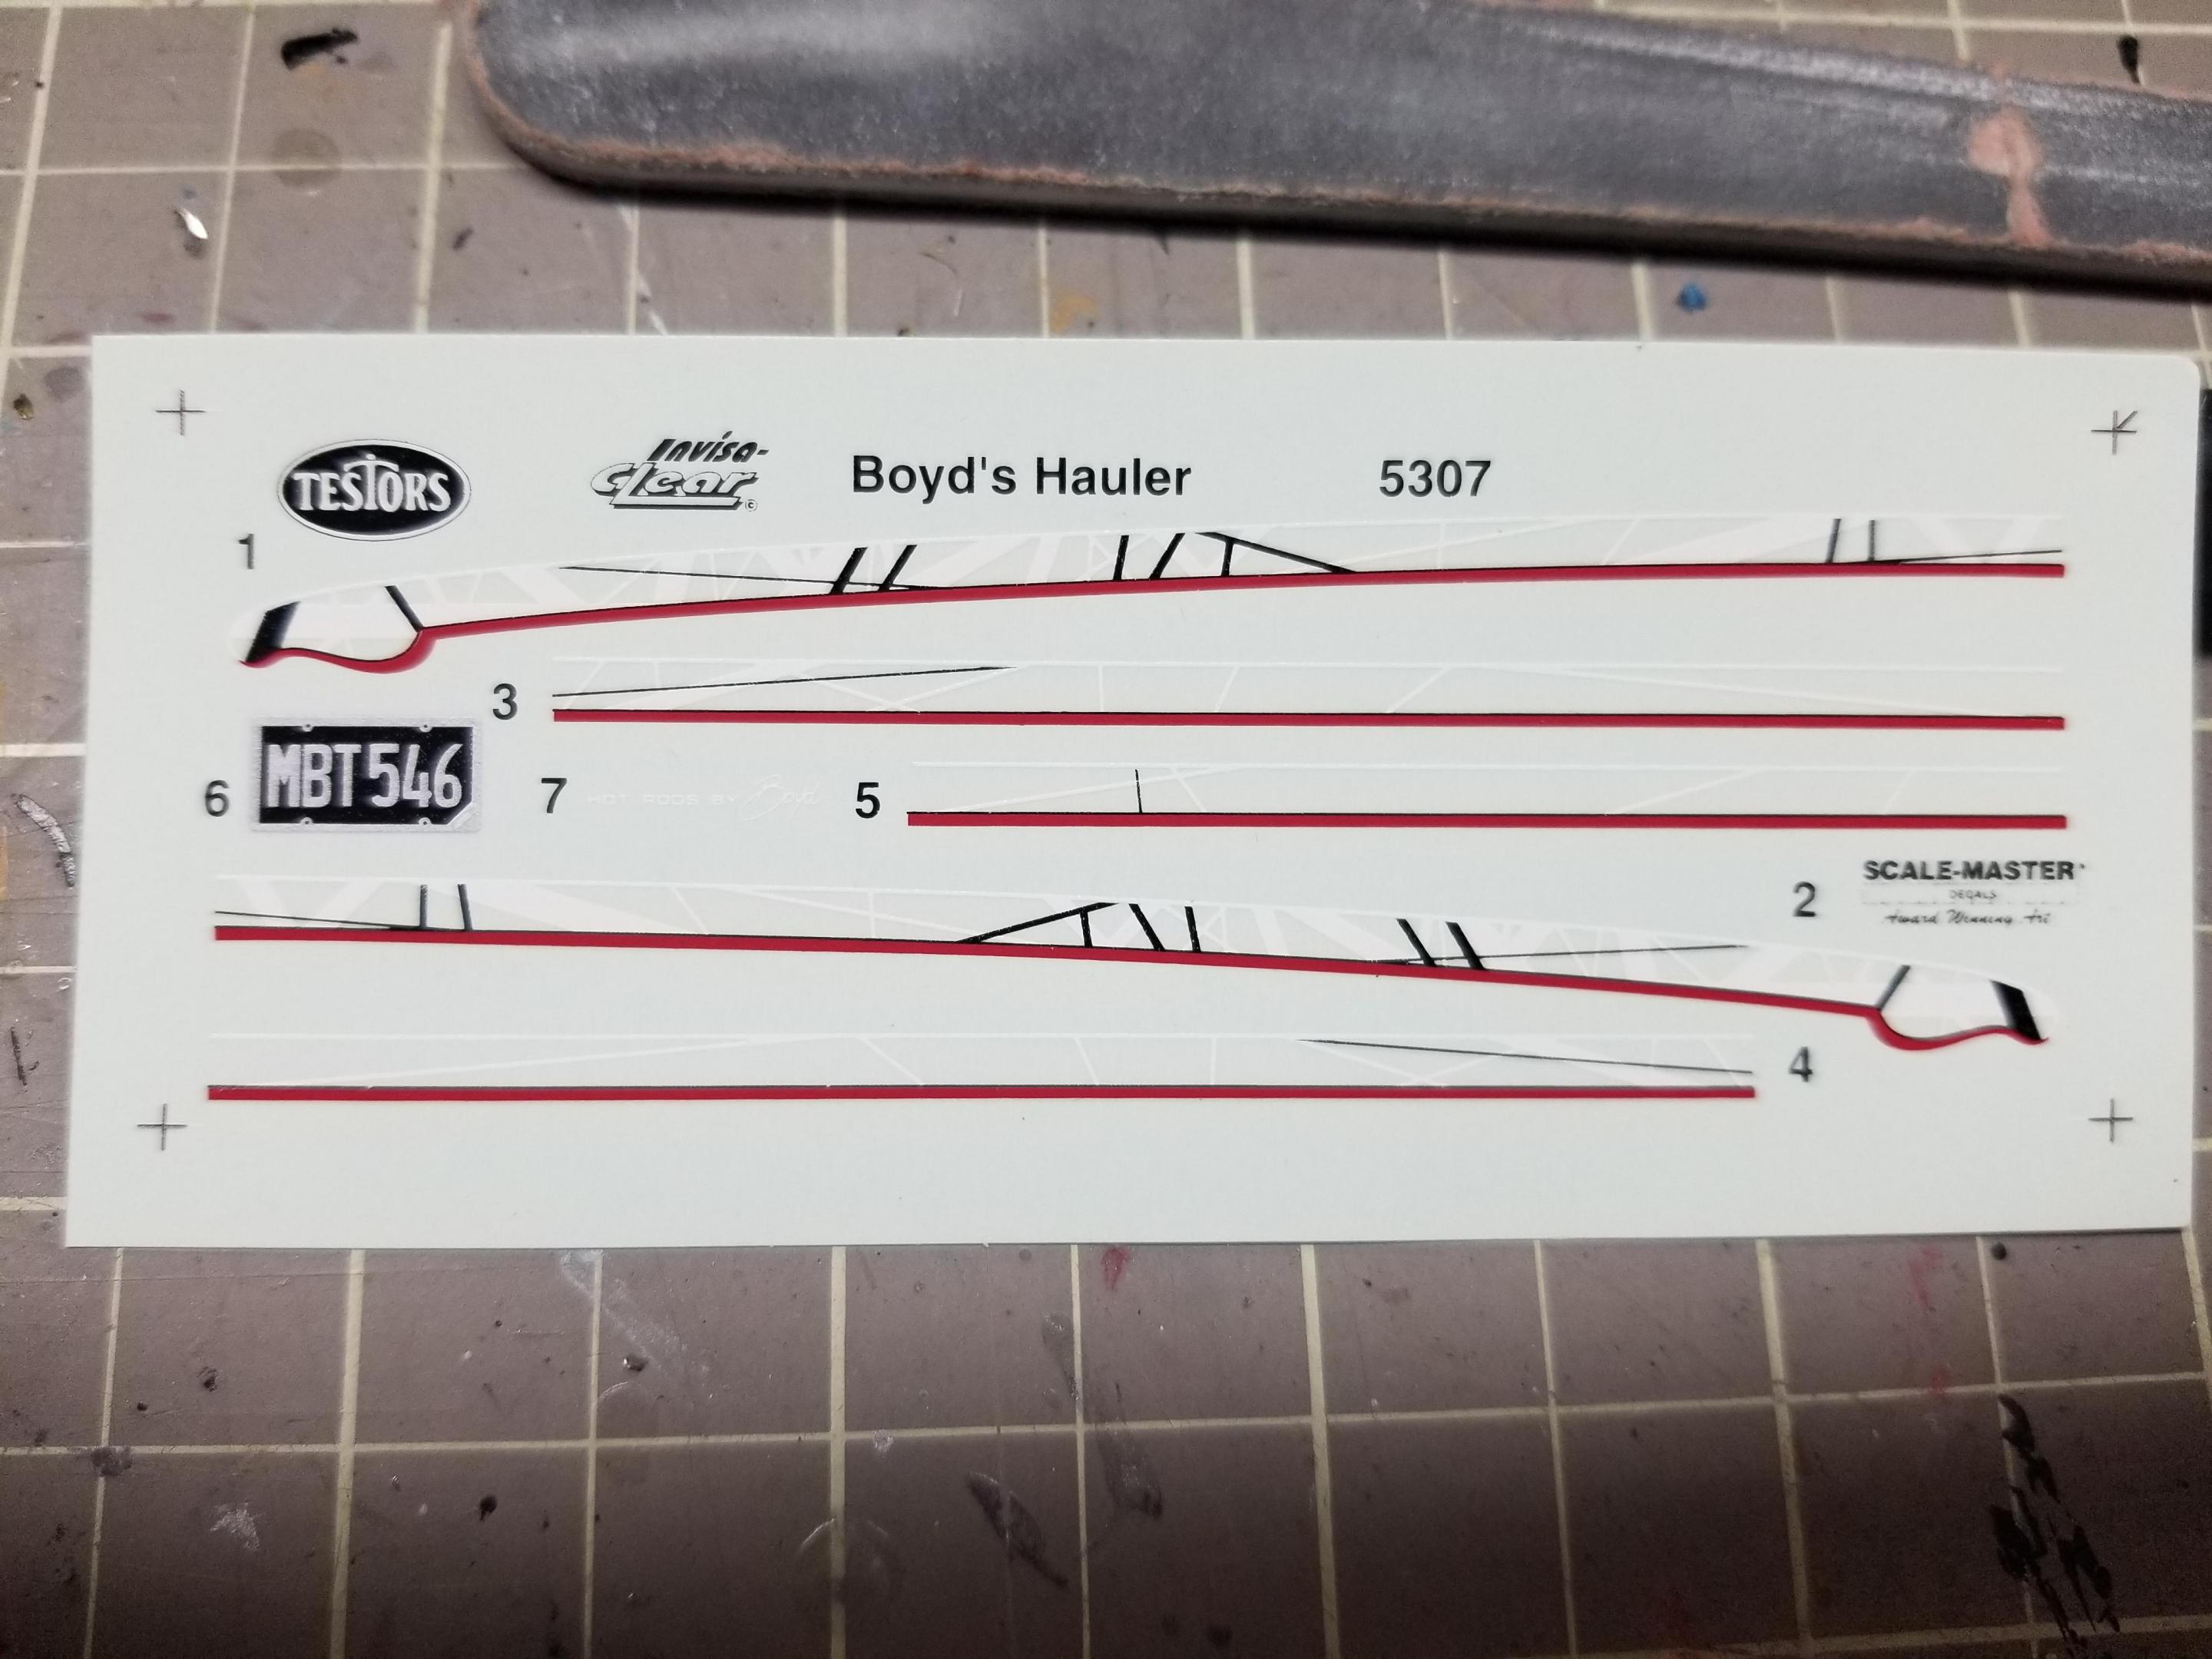 TESTORS
Invisa-
Clear ©
Boyd's Hauler
5307
1
3
6
MBT546
7
HOT RODS BY Boyd
5
2
SCALE-MASTER
DECALS
Award Winning Art
4